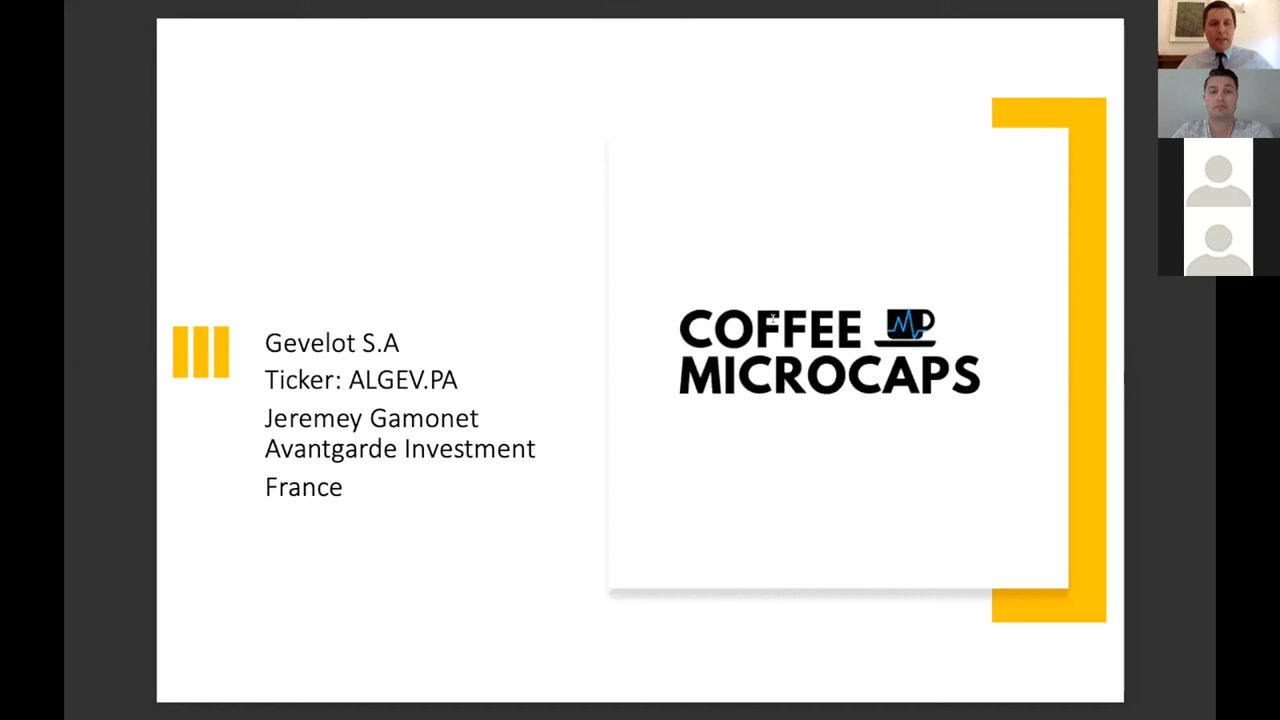 Gevelot S.A
Ticker: ALGEV.PA
Jeremey Gamonet
Avantgarde Investment
France
COFFEE
MICROCAPS